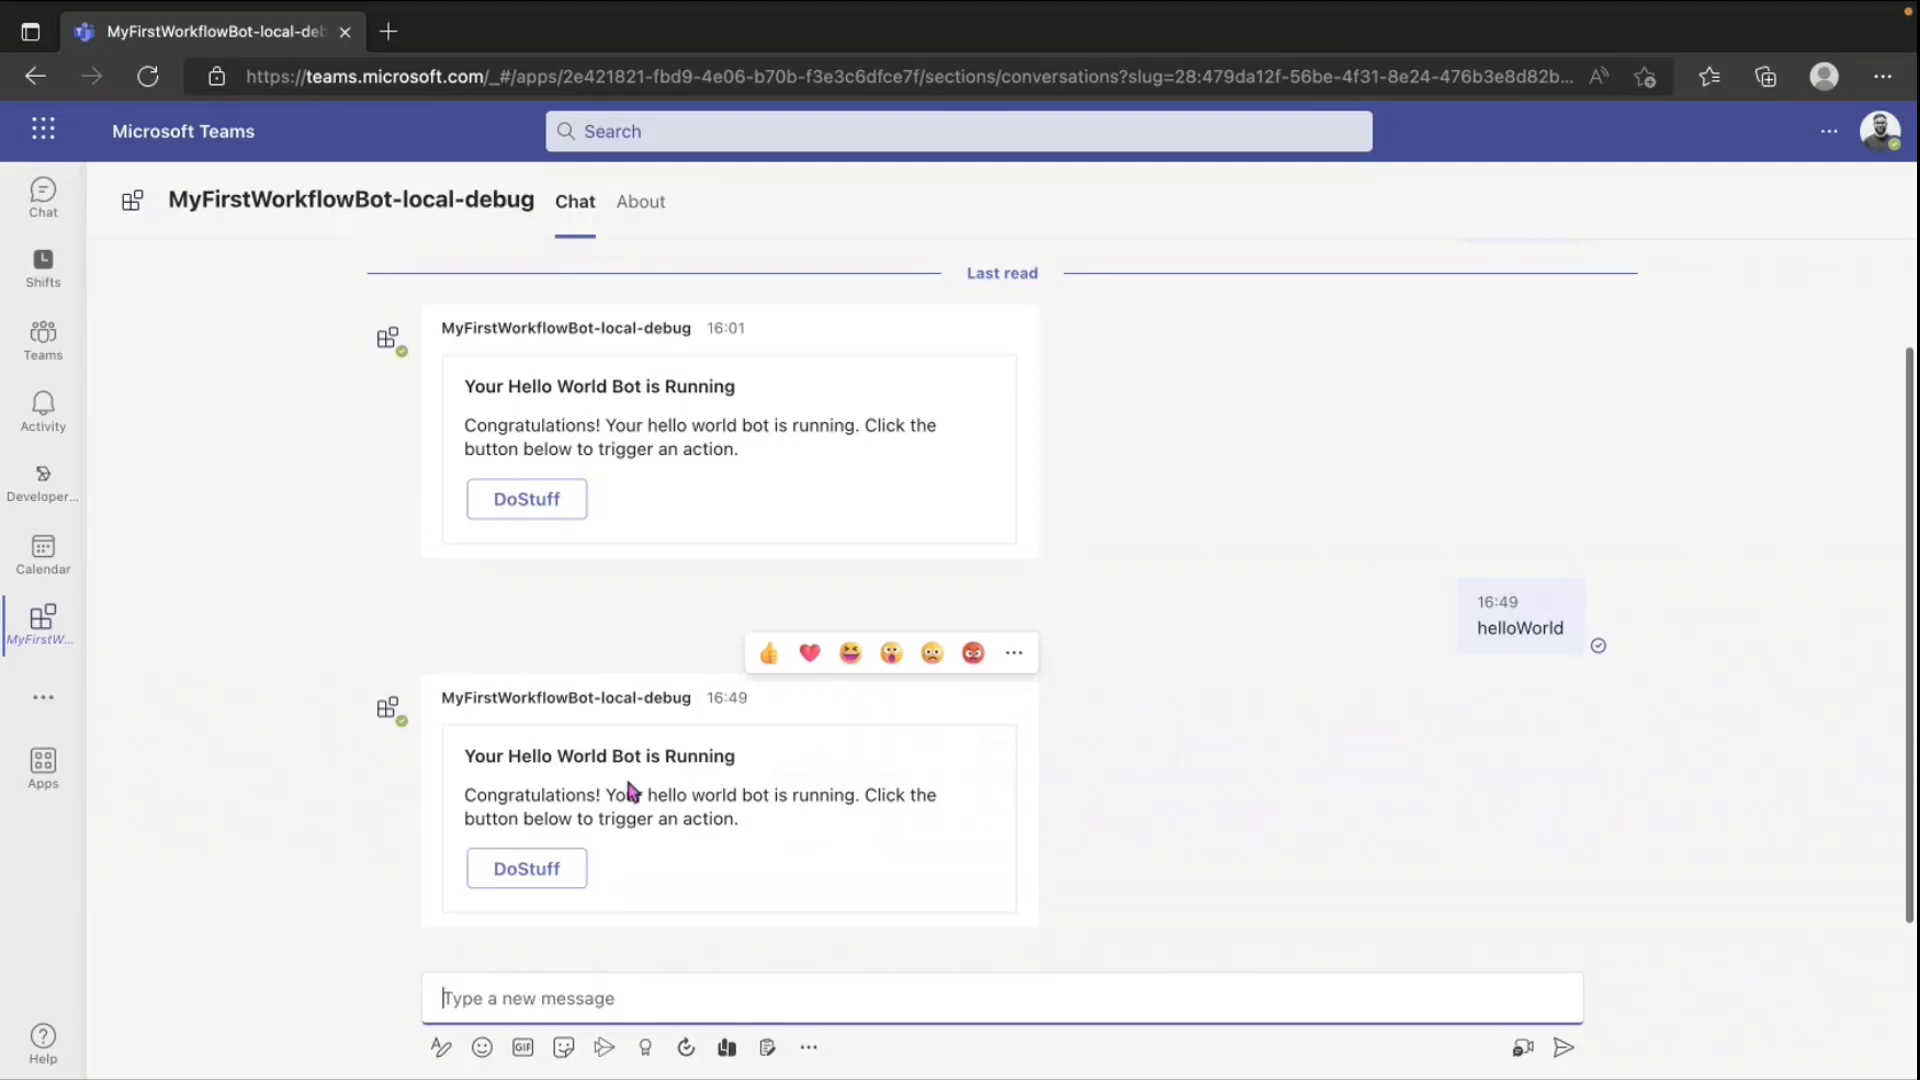 MyFirstWorkflowBot-local-deb
https://teams.microsoft.com/_#/apps/2e421821-fbd9-4e06-b70b-f3e3c6dfce7f/sections/conversations?slug=28:479da12f-56be-4f31-8e24-476b3e8d82b...
Microsoft Teams
Search
Chat
Shifts
Teams
Activity
Developer...
Calendar
MyFirstW...
Apps
Help
MyFirstWorkflowBot-local-debug
Chat
About
Last read
MyFirstWorkflowBot-local-debug 16:01
Your Hello World Bot is Running
Congratulations! Your hello world bot is running. Click the
button below to trigger an action.
DoStuff
16:49
helloWorld
MyFirstWorkflowBot-local-debug 16:49
Your Hello World Bot is Running
Congratulations! Your hello world bot is running. Click the
button below to trigger an action.
DoStuff
Type a new message
GIF